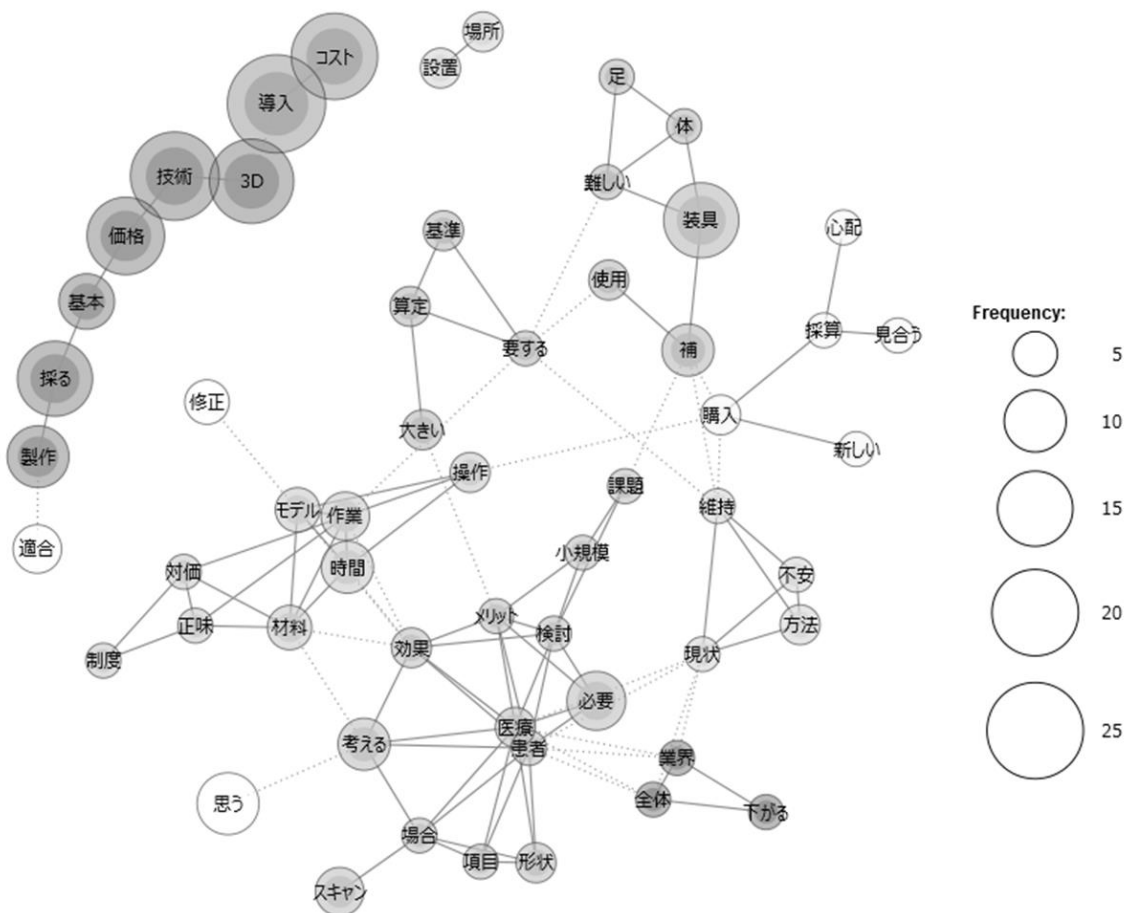 場所
コスト
設置
足
導入
体
技術
3D
難しい
装具
心配
基準
価格
使用
基本
算定
採算
見合う
要する
補
採る
修正
購入
大きい
新しい
製作
操作
課題
維持
モデル
作業
適合
小規模
時間
対価
不安
メリット
正味
材料
検討
方法
効果
制度
現状
必要
医療
考える
患者
業界
思う
全体
下がる
場合
項目
形状
スキャン
Frequency:
5
10
15
20
25